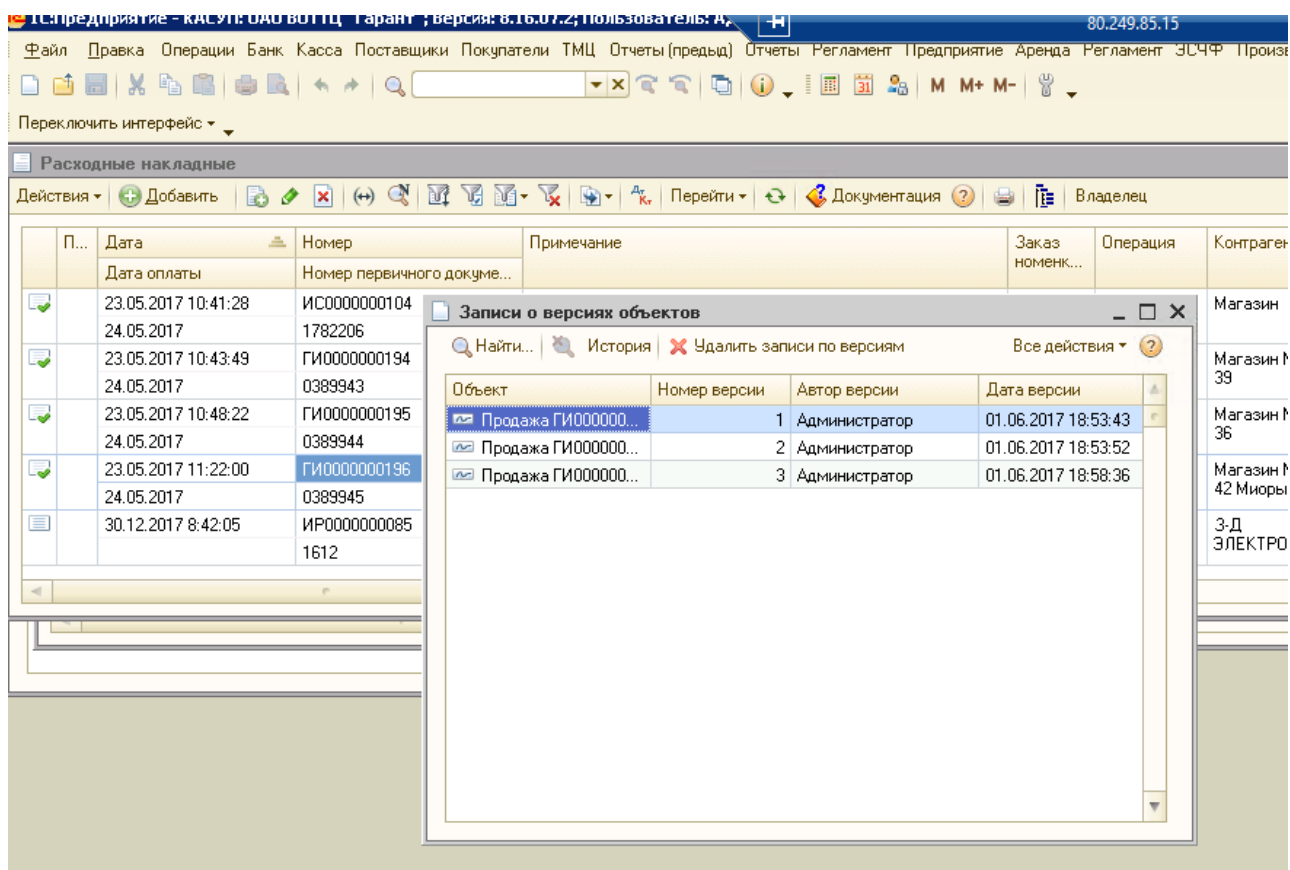 1С:Предприятие - КАСУП: ОАО ВОТТЦ "Гарант"; Версия: 8.16.07.2; Пользователь:
80.249.85.15
Файл Правка Операции Банк Касса Поставщики Покупатели ТМЦ Отчеты (предыд) Отчеты Регламент Предприятие Аренда Регламент ЭСЧФ Произв
31 M M+ M-
Переключить интерфейс
Расходные накладные
Действия Добавить Дт Кт Перейти Документация Владелец
П... Дата Номер Примечание Заказ номенк... Операция Контраген
Дата оплаты Номер первичного докуме...
23.05.2017 10:41:28 ИС0000000104 Магазин
24.05.2017 1782206
23.05.2017 10:43:49 ГИ0000000194 Магазин N
24.05.2017 0389943 39
23.05.2017 10:48:22 ГИ0000000195 Магазин N
24.05.2017 0389944 36
23.05.2017 11:22:00 ГИ0000000196 Магазин N
24.05.2017 0389945 42 Миоры
30.12.2017 8:42:05 ИР0000000085 З-Д
1612 ЭЛЕКТРО
Записи о версиях объектов
Найти... История Удалить записи по версиям Все действия
Объект Номер версии Автор версии Дата версии
Продажа ГИ000000... 1 Администратор 01.06.2017 18:53:43
Продажа ГИ000000... 2 Администратор 01.06.2017 18:53:52
Продажа ГИ000000... 3 Администратор 01.06.2017 18:58:36